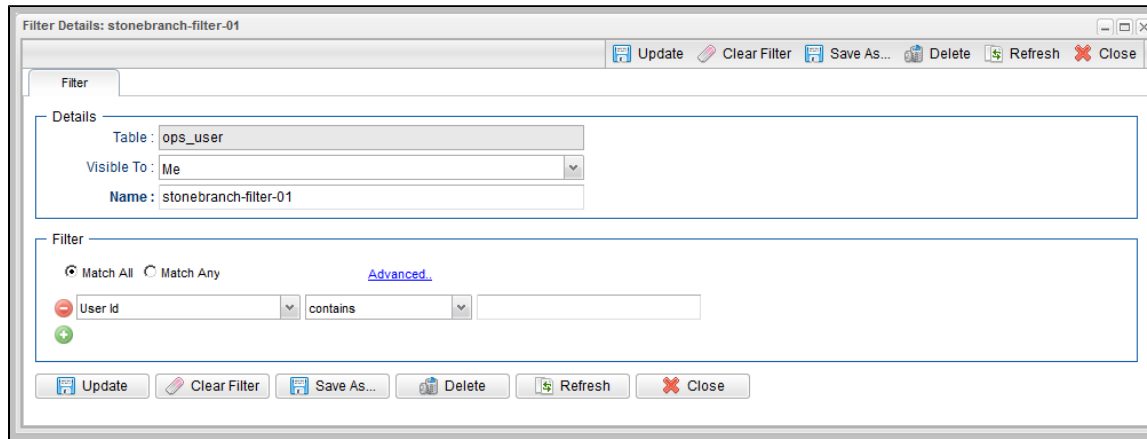 Filter Details: stonebranch-filter-01
Update Clear Filter Save As... Delete Refresh Close
Filter
Details
Table : ops_user
Visible To : Me
Name : stonebranch-filter-01
Filter
Match All Match Any Advanced..
User Id contains
Update Clear Filter Save As... Delete Refresh Close